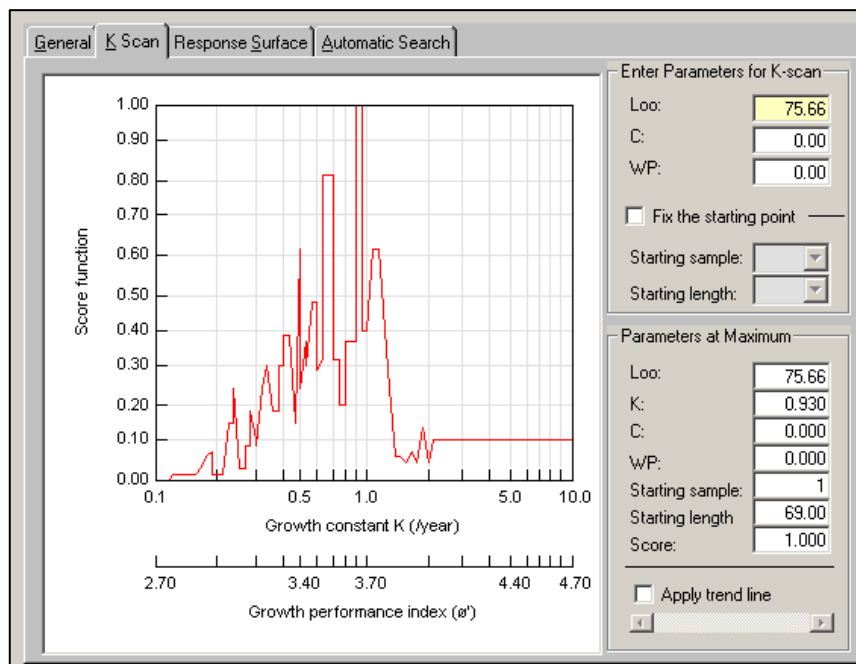 General K Scan Response Surface Automatic Search
1.00
0.90
0.80
0.70
0.60
0.50
0.40
0.30
0.20
0.10
0.00
Score function
0.1 0.5 1.0 5.0 10.0
Growth constant K (/year)
2.70 3.40 3.70 4.40 4.70
Growth performance index (ø')
Enter Parameters for K-scan
Loo: 75.66
C: 0.00
WP: 0.00
Fix the starting point
Starting sample:
Starting length:
Parameters at Maximum
Loo: 75.66
K: 0.930
C: 0.000
WP: 0.000
Starting sample: 1
Starting length 69.00
Score: 1.000
Apply trend line